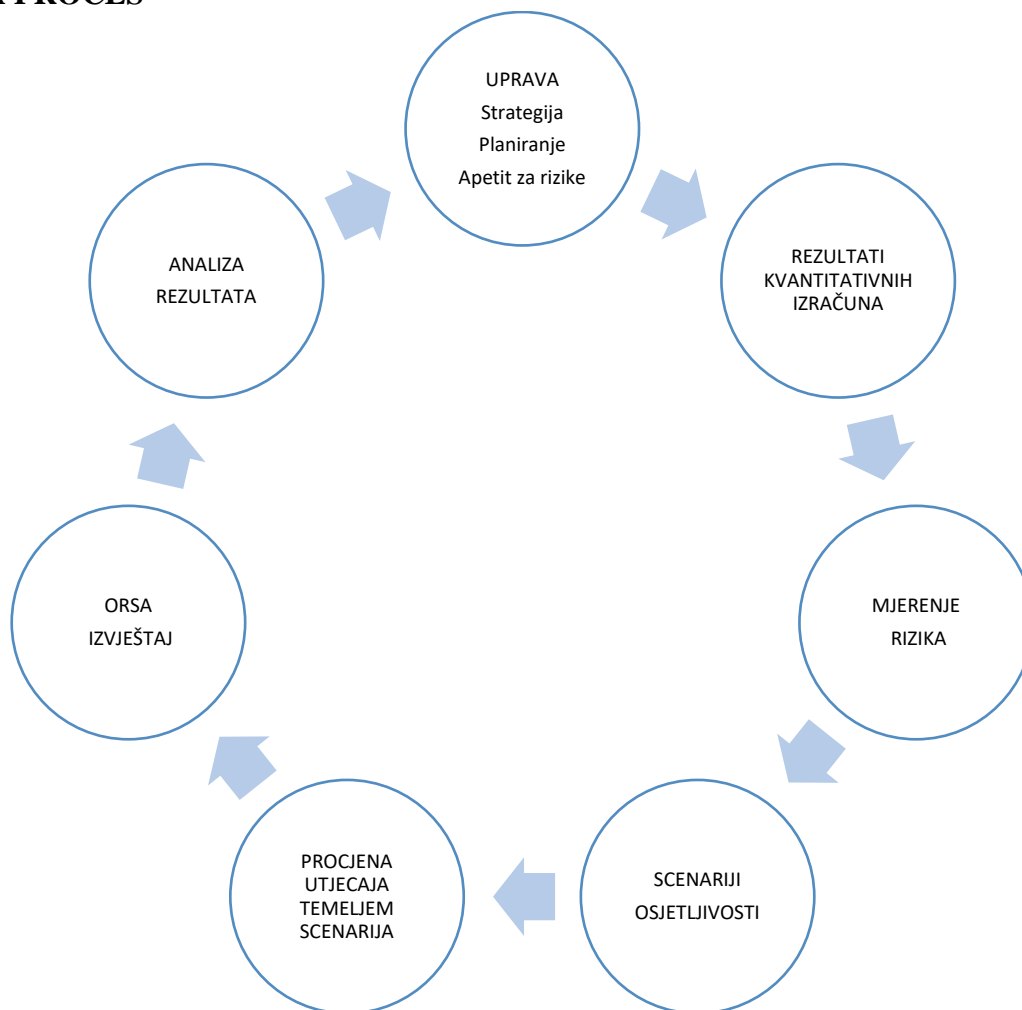 PROCES
UPRAVA
Strategija
Planiranje
Apetit za rizike
REZULTATI
KVANTITATIVNIH
IZRAČUNA
MJERENJE
RIZIKA
SCENARIJI
OSJETLJIVOSTI
PROCJENA
UTJECAJA
TEMELJEM
SCENARIJA
ORSA
IZVJEŠTAJ
ANALIZA
REZULTATA